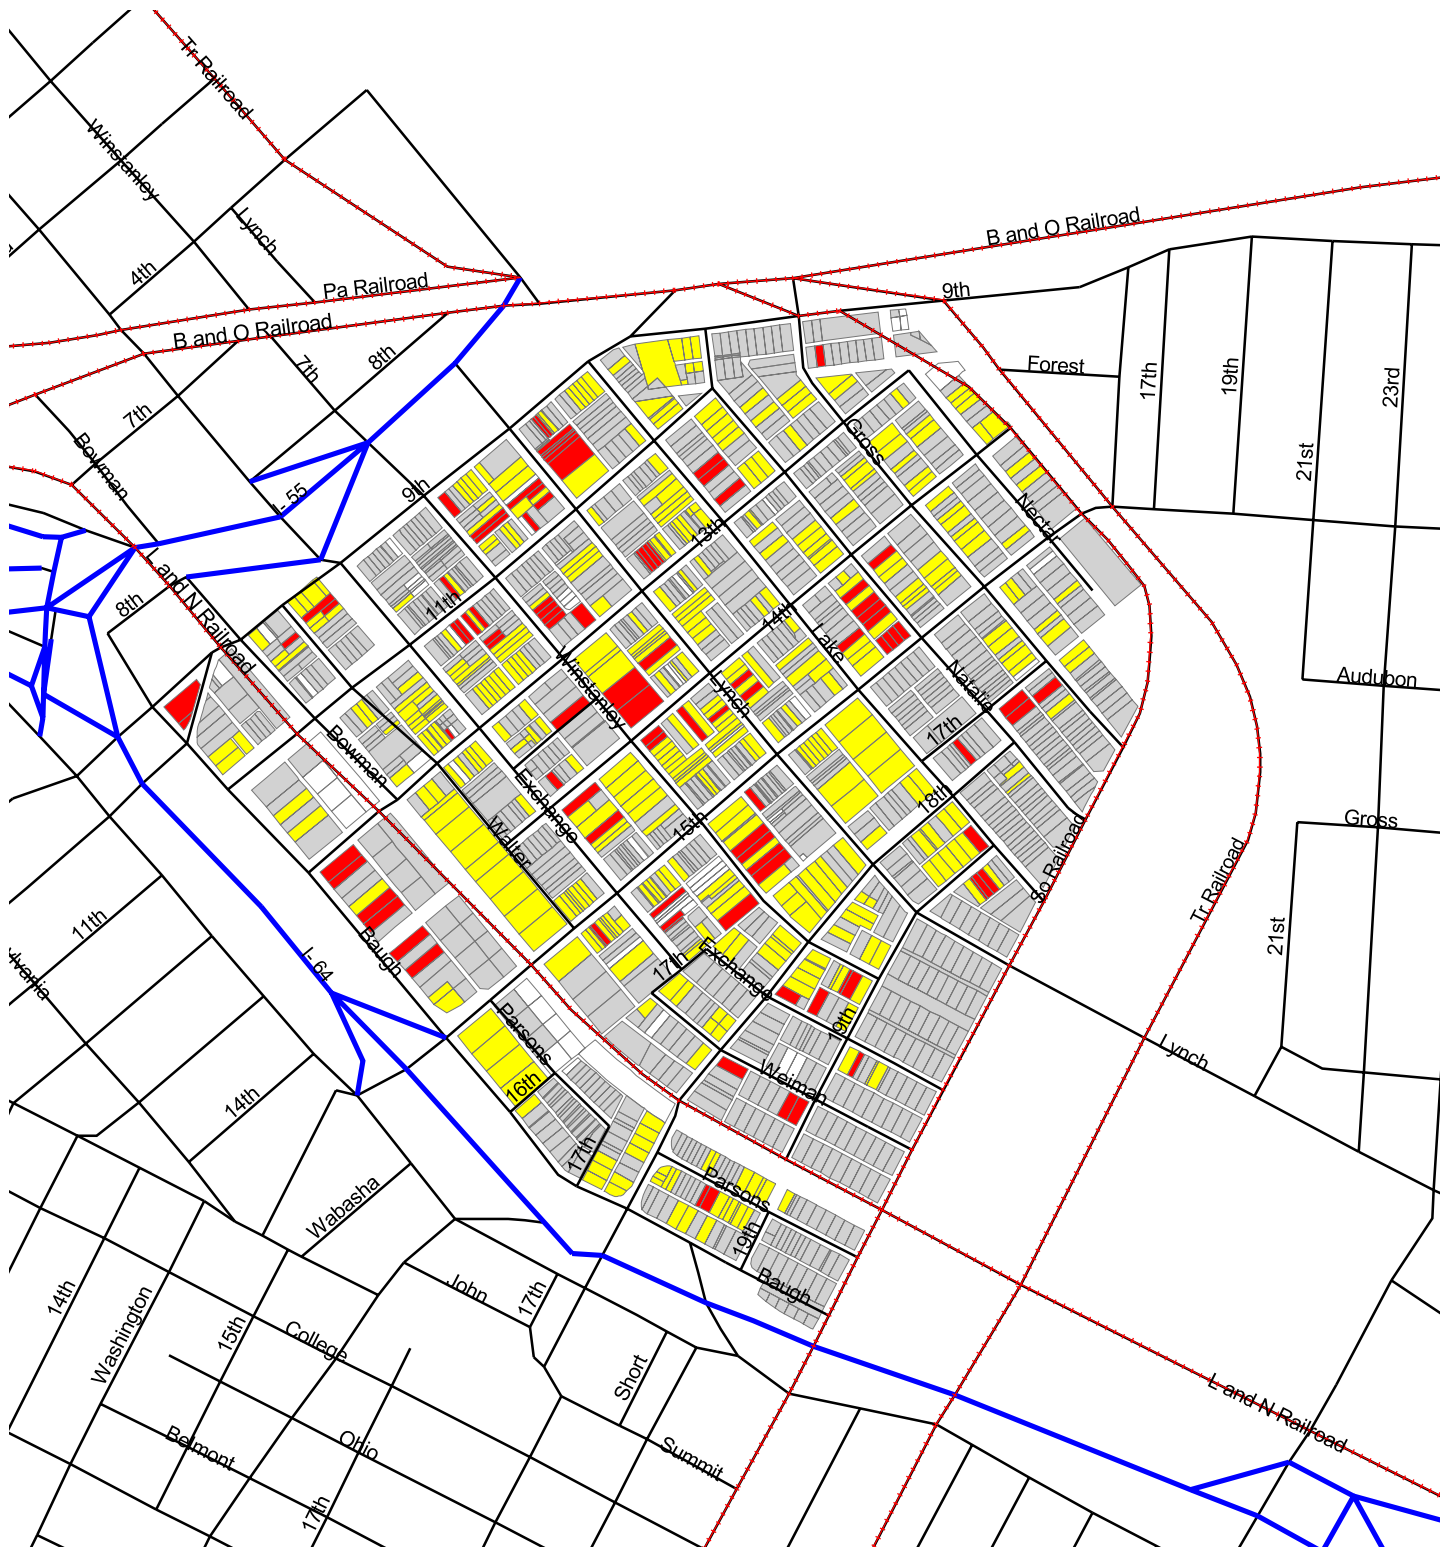 Tr Railroad
Winstanley
Lynch
4th
Pa Railroad
B and O Railroad
B and O Railroad
9th
7th
8th
Forest
17th
19th
23rd
21st
7th
Bowman
Gross
9th
I- 55
Nectar
13th
L and N Railroad
8th
11th
14th
Lake
Winstanley
Lynch
Natalie
Audubon
17th
Bowman
Exchange
18th
Gross
Walter
15th
So Railroad
Tr Railroad
11th
Baugh
I- 64
17th
Exchange
21st
lvania
Parsons
19th
Lynch
Weiman
16th
14th
17th
Parsons
Wabasha
19th
Baugh
John
17th
14th
Washington
15th
College
Short
L and N Railroad
Belmont
Ohio
Summit
17th